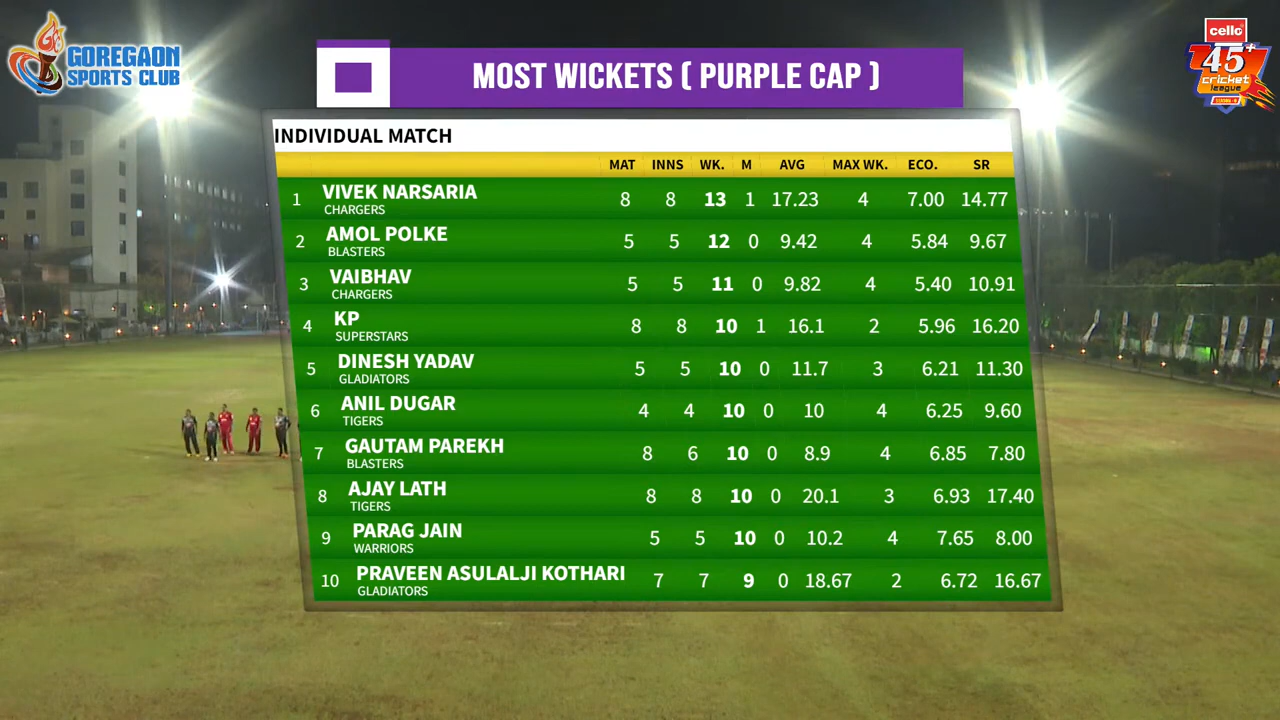 GOREGAON
SPORTS CLUB
cello
45+
cricket
league
MOST WICKETS ( PURPLE CAP )
INDIVIDUAL MATCH
MAT INNS WK. M AVG MAX WK. ECO. SR
1 VIVEK NARSARIA 8 8 13 1 17.23 4 7.00 14.77
CHARGERS
2 AMOL POLKE 5 5 12 0 9.42 4 5.84 9.67
BLASTERS
3 VAIBHAV 5 5 11 0 9.82 4 5.40 10.91
CHARGERS
4 KP 8 8 10 1 16.1 2 5.96 16.20
SUPERSTARS
5 DINESH YADAV 5 5 10 0 11.7 3 6.21 11.30
GLADIATORS
6 ANIL DUGAR 4 4 10 0 10 4 6.25 9.60
TIGERS
7 GAUTAM PAREKH 8 6 10 0 8.9 4 6.85 7.80
BLASTERS
8 AJAY LATH 8 8 10 0 20.1 3 6.93 17.40
TIGERS
9 PARAG JAIN 5 5 10 0 10.2 4 7.65 8.00
WARRIORS
10 PRAVEEN ASULALJI KOTHARI 7 7 9 0 18.67 2 6.72 16.67
GLADIATORS